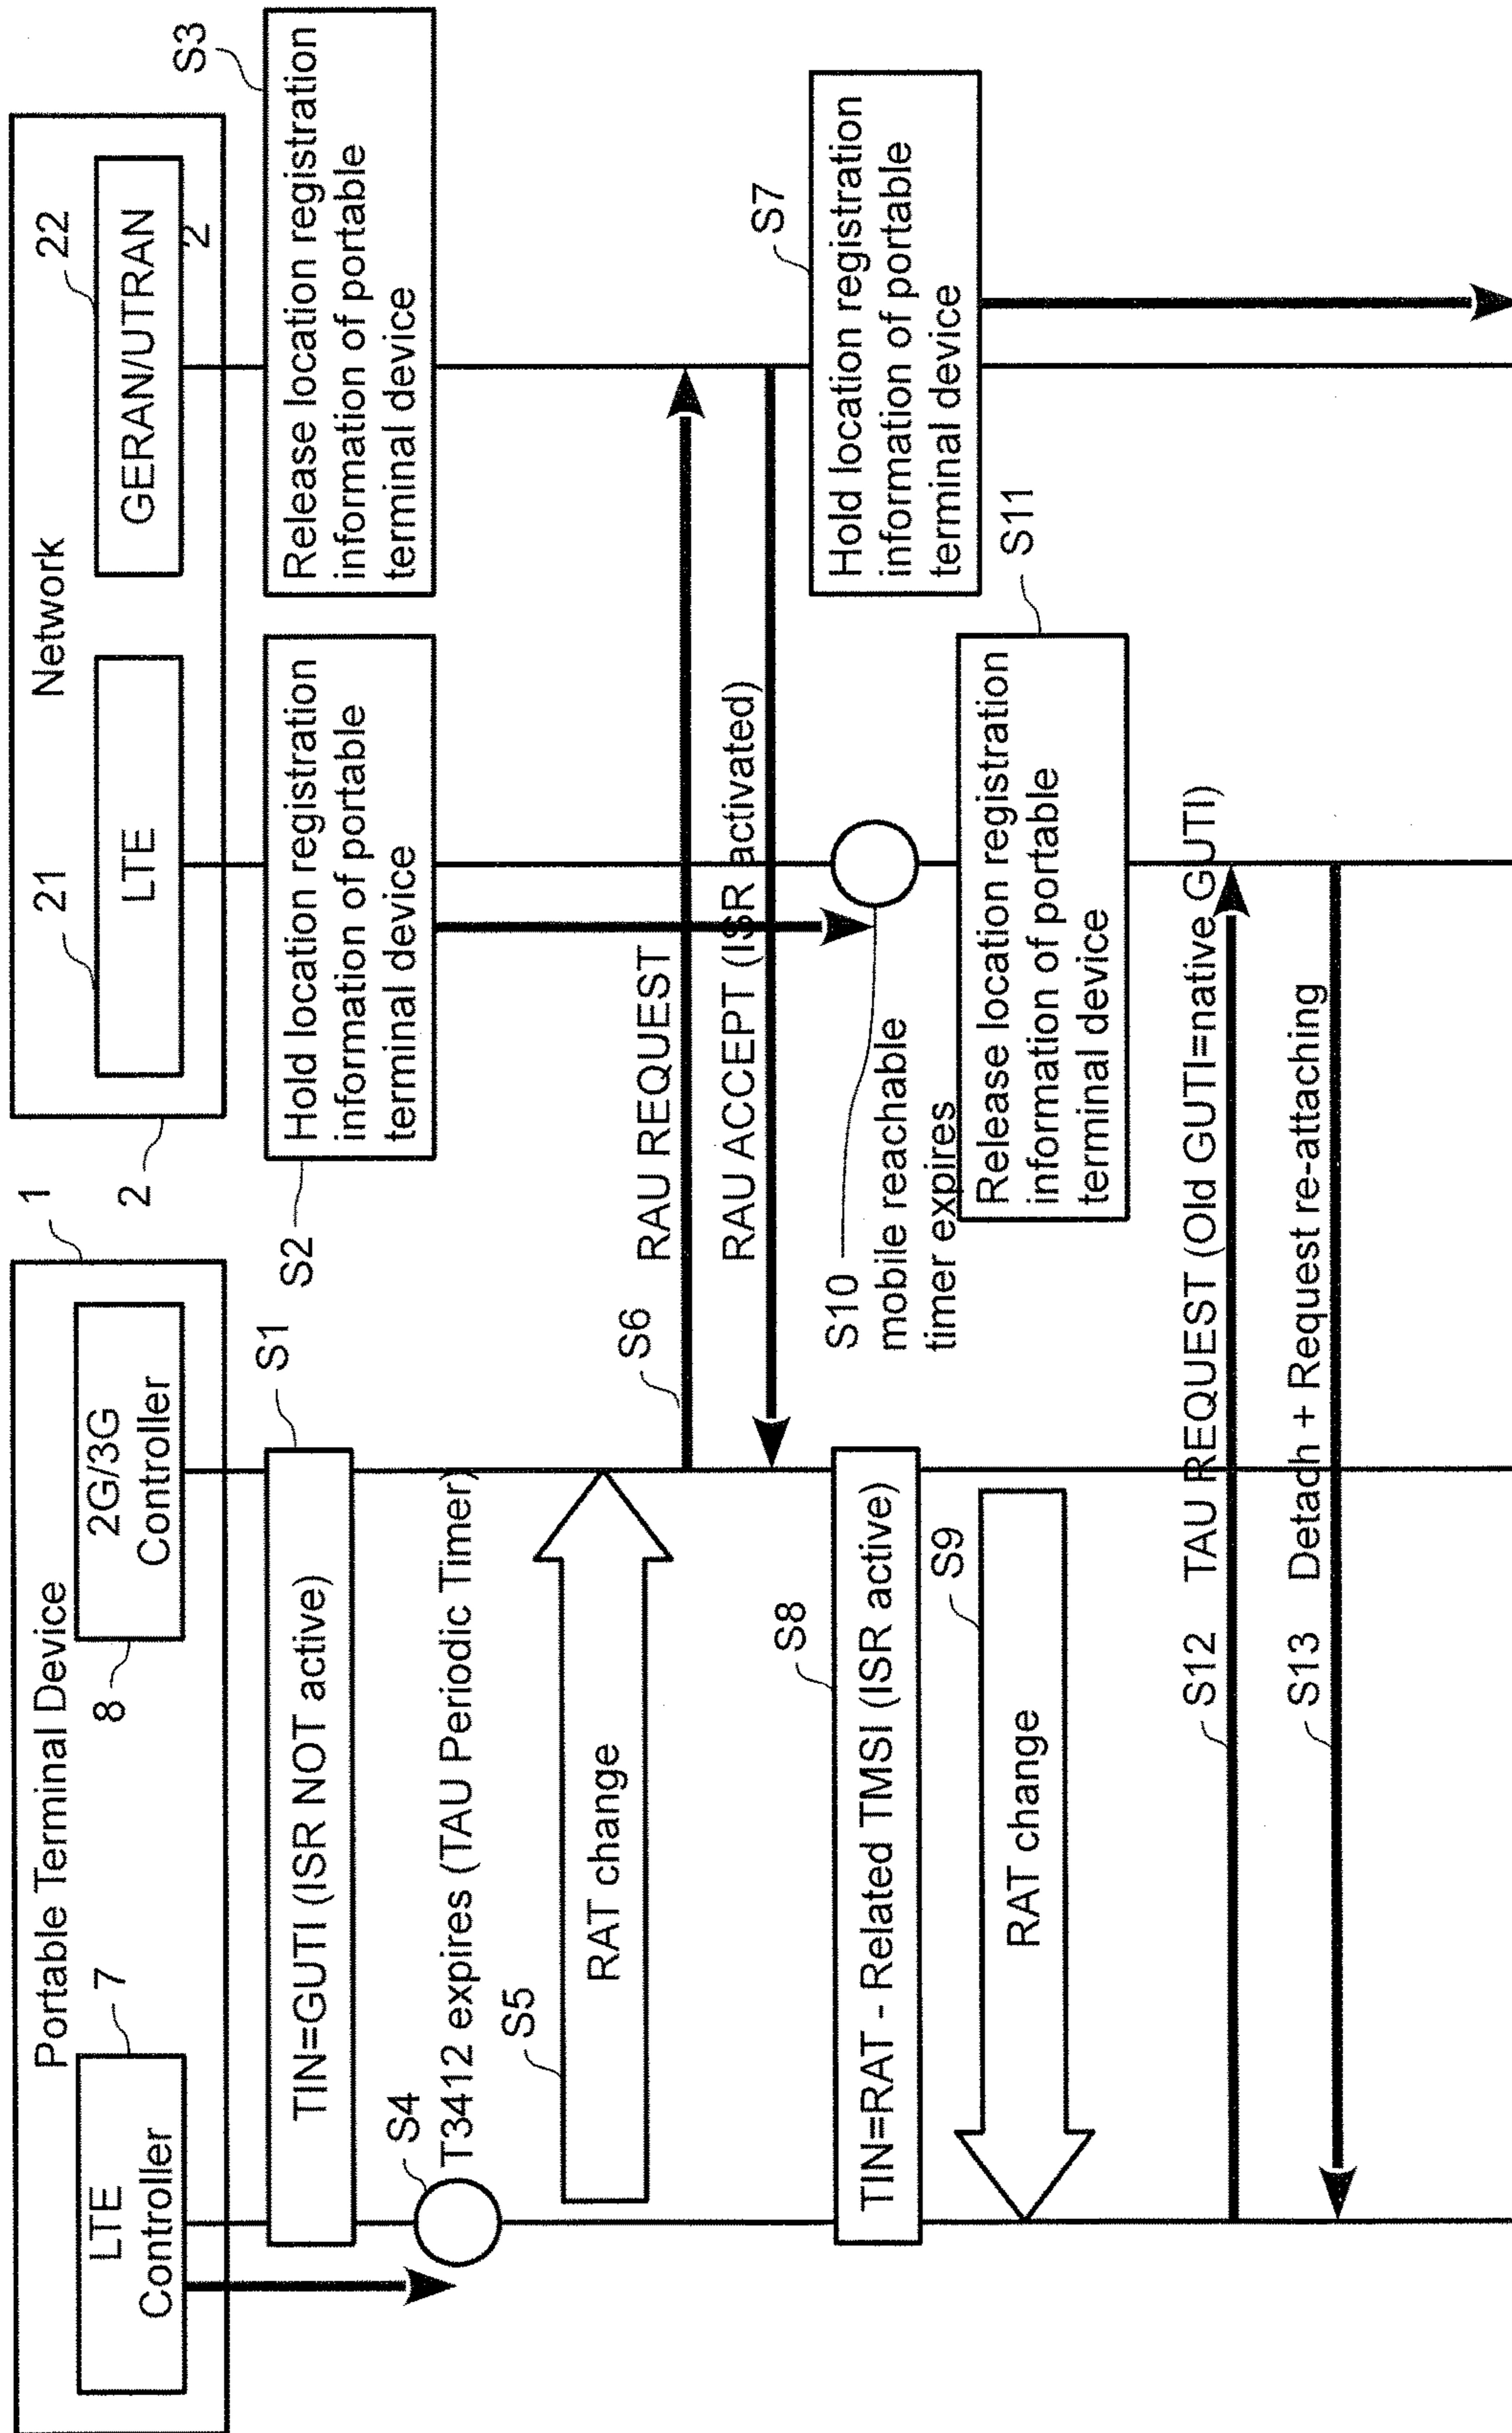 Portable Terminal Device
1
7
LTE
Controller
8
2G/3G
Controller
2
Network
21
LTE
22
GERAN/UTRAN
2
S1
TIN=GUTI (ISR NOT active)
S2
Hold location registration
information of portable
terminal device
S3
Release location registration
information of portable
terminal device
S4
T3412 expires (TAU Periodic Timer)
S5
RAT change
S6
RAU REQUEST
RAU ACCEPT (ISR activated)
S7
Hold location registration
information of portable
terminal device
S8
TIN=RAT - Related TMSI (ISR active)
S9
RAT change
S10
mobile reachable
timer expires
S11
Release location registration
information of portable
terminal device
S12
TAU REQUEST (Old GUTI=native GUTI)
S13
Detach + Request re-attaching